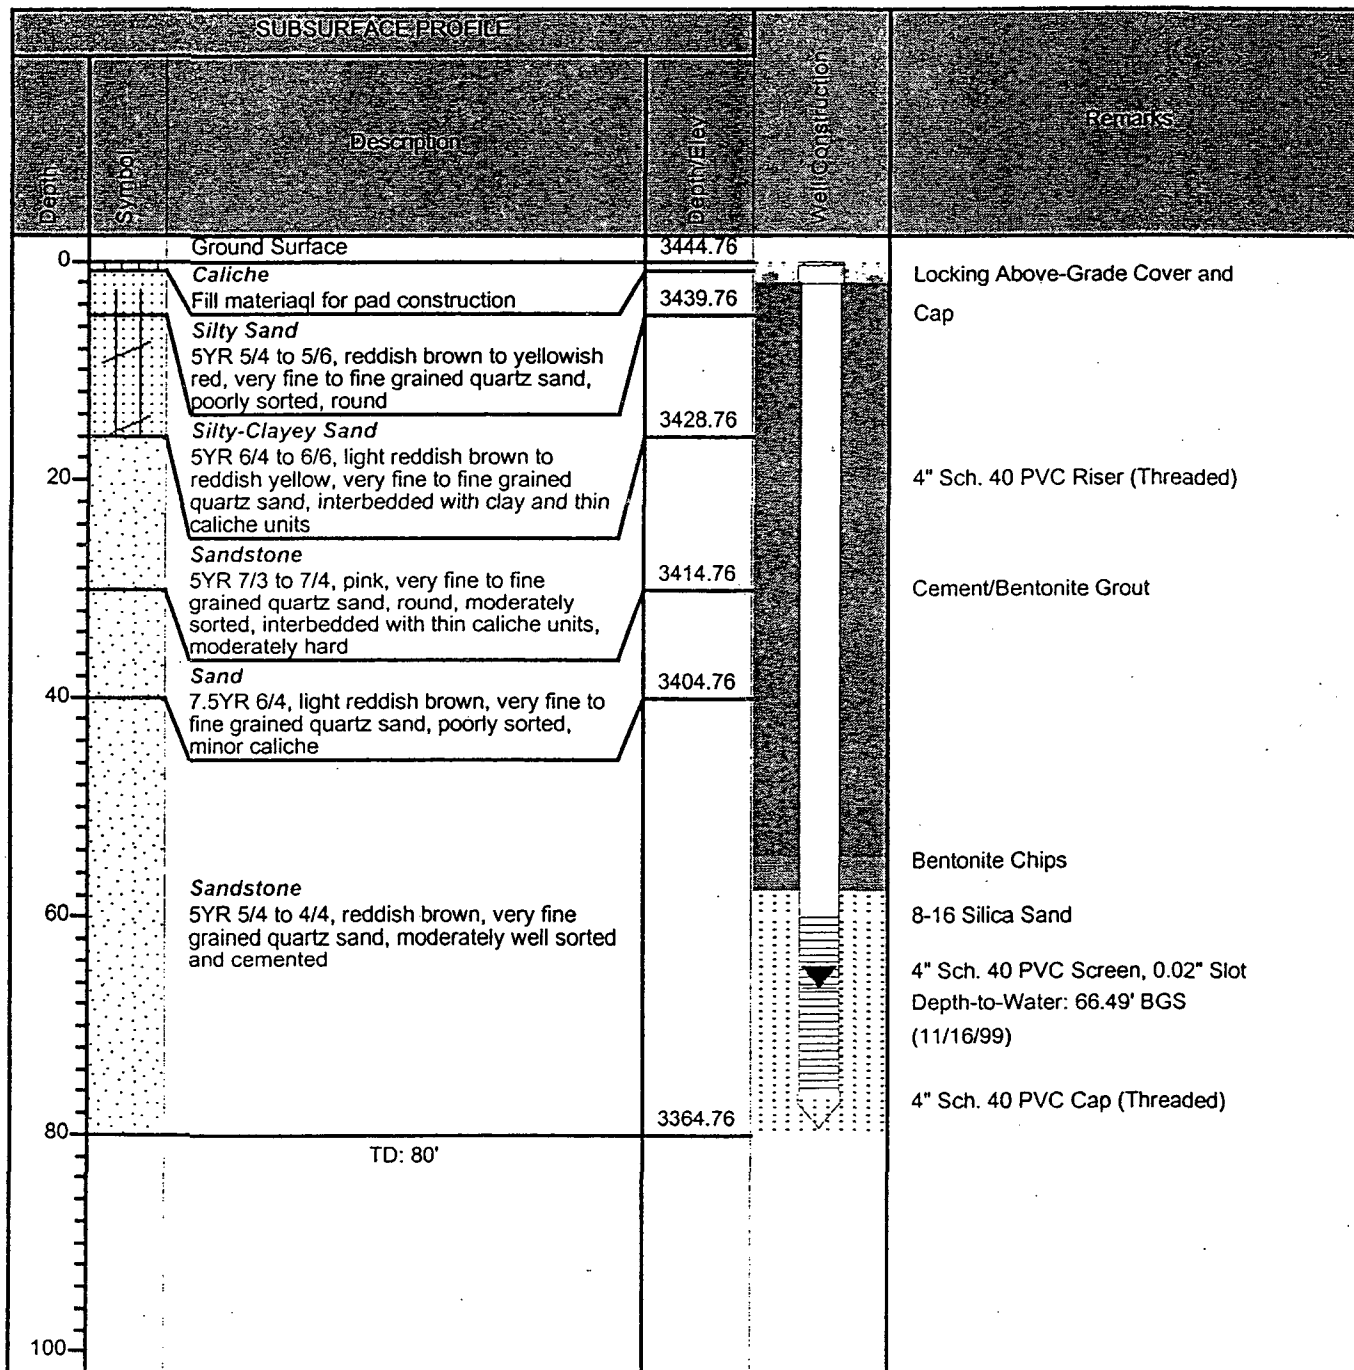 SUBSURFACE PROFILE
Depth
Symbol
Description
Depth/Elev
Well Construction
Remarks
0
Ground Surface
3444.76
Caliche
Fill materiaql for pad construction
3439.76
Locking Above-Grade Cover and
Cap
Silty Sand
5YR 5/4 to 5/6, reddish brown to yellowish
red, very fine to fine grained quartz sand,
poorly sorted, round
3428.76
Silty-Clayey Sand
5YR 6/4 to 6/6, light reddish brown to
reddish yellow, very fine to fine grained
quartz sand, interbedded with clay and thin
caliche units
20
4" Sch. 40 PVC Riser (Threaded)
Sandstone
5YR 7/3 to 7/4, pink, very fine to fine
grained quartz sand, round, moderately
sorted, interbedded with thin caliche units,
moderately hard
3414.76
Cement/Bentonite Grout
Sand
7.5YR 6/4, light reddish brown, very fine to
fine grained quartz sand, poorly sorted,
minor caliche
3404.76
40
Bentonite Chips
Sandstone
5YR 5/4 to 4/4, reddish brown, very fine
grained quartz sand, moderately well sorted
and cemented
60
8-16 Silica Sand
4" Sch. 40 PVC Screen, 0.02" Slot
Depth-to-Water: 66.49' BGS
(11/16/99)
4" Sch. 40 PVC Cap (Threaded)
3364.76
80
TD: 80'
100